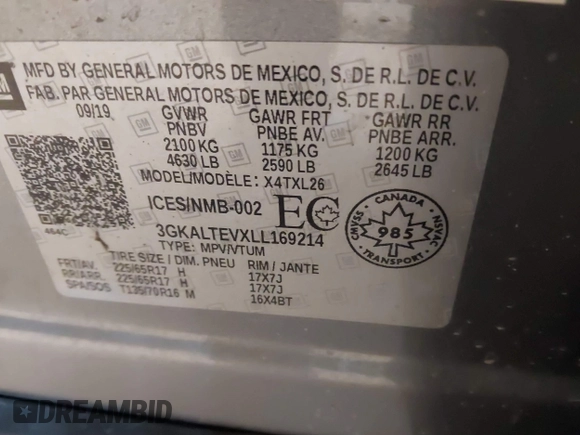 GM
MFD BY GENERAL MOTORS DE MEXICO, S. DE R.L. DE C.V.
FAB. PAR GENERAL MOTORS DE MEXICO, S. DE R.L. DE C.V.
09/19 GVWR GAWR FRT GAWR RR
PNBV PNBE AV. PNBE ARR.
2100 KG 1175 KG 1200 KG
4630 LB 2590 LB 2645 LB
MODEL/MODÈLE: X4TXL26
ICES/NMB-002 EC
CANADA
CMVSS 985 NSVAC
TRANSPORT
464C
3GKALTEVXLL169214
TYPE: MPV/VTUM
TIRE SIZE / DIM. PNEU RIM / JANTE
FRT/AV. 225/65R17 H 17X7J
RR/ARR. 225/65R17 H 17X7J
SPA/SOS T135/70R16 M 16X4BT
DREAMBID